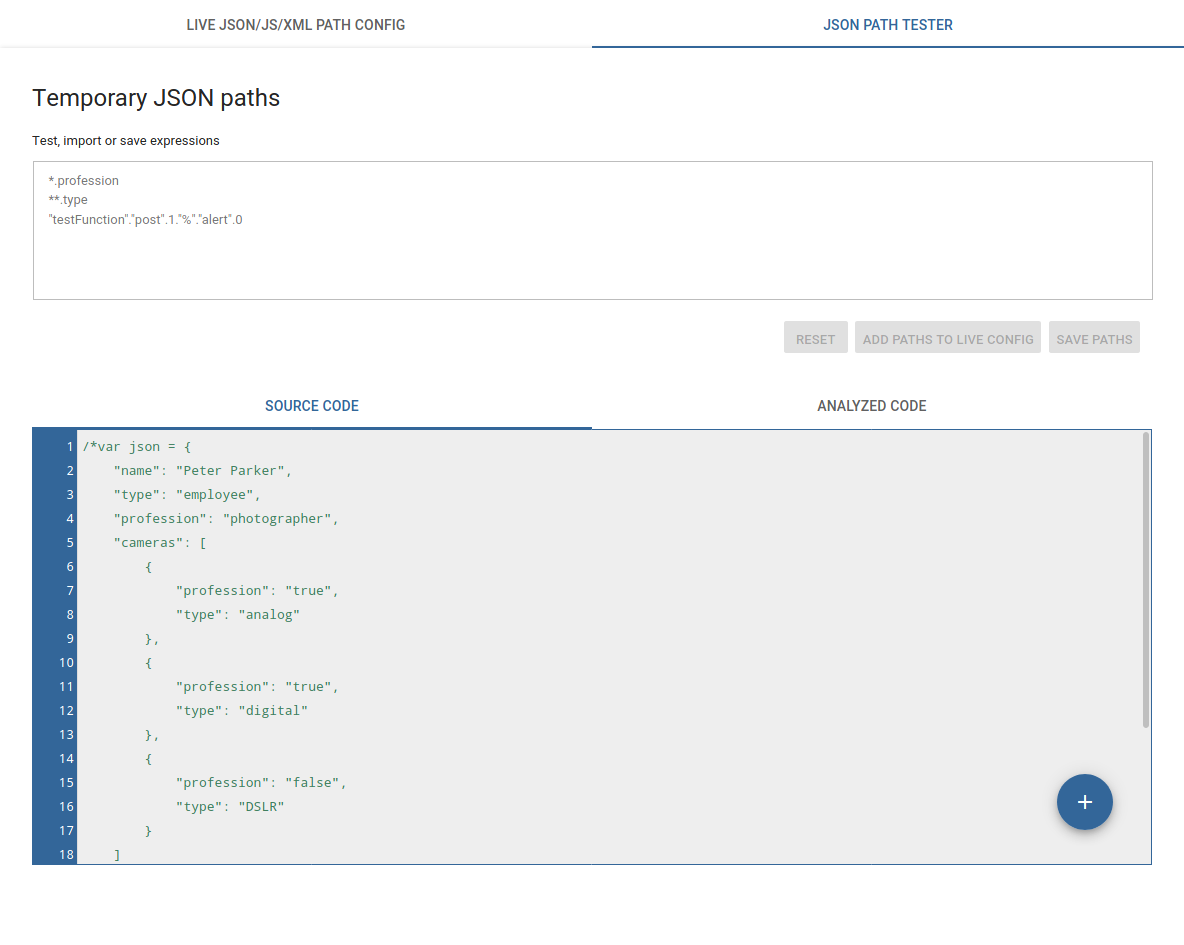 LIVE JSON/JS/XML PATH CONFIG
JSON PATH TESTER
Temporary JSON paths
Test, import or save expressions
*.profession
**.type
"testFunction"."post".1."%"."alert".0
RESET
ADD PATHS TO LIVE CONFIG
SAVE PATHS
SOURCE CODE
ANALYZED CODE
1 /*var json = {
2 "name": "Peter Parker",
3 "type": "employee",
4 "profession": "photographer",
5 "cameras": [
6 {
7 "profession": "true",
8 "type": "analog"
9 },
10 {
11 "profession": "true",
12 "type": "digital"
13 },
14 {
15 "profession": "false",
16 "type": "DSLR"
17 }
18 ]
+